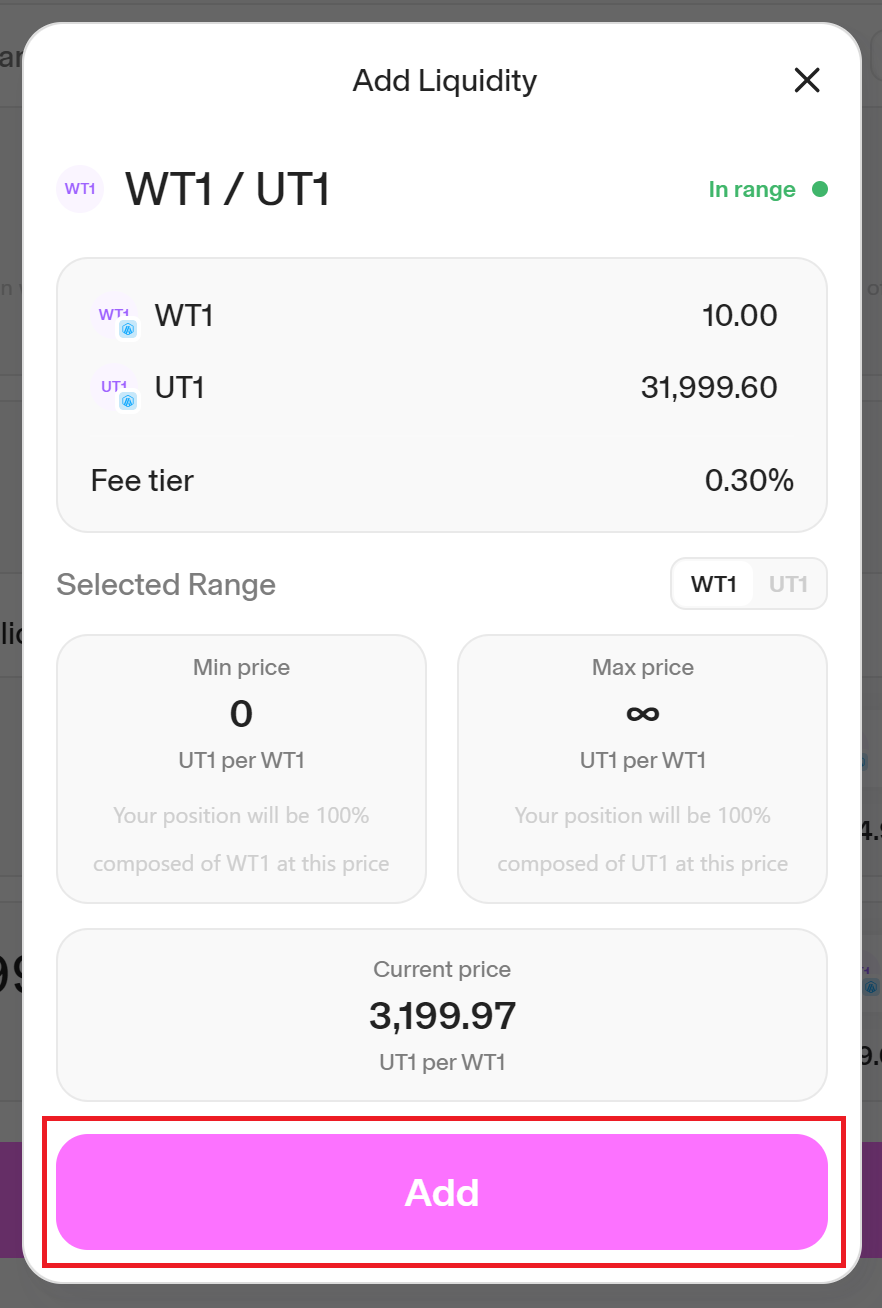 Add Liquidity
WT1 WT1 / UT1 In range
WT1 WT1 10.00
UT1 UT1 31,999.60
Fee tier 0.30%
Selected Range WT1 UT1
Min price
0
UT1 per WT1
Your position will be 100%
composed of WT1 at this price
Max price
∞
UT1 per WT1
Your position will be 100%
composed of UT1 at this price
Current price
3,199.97
UT1 per WT1
Add